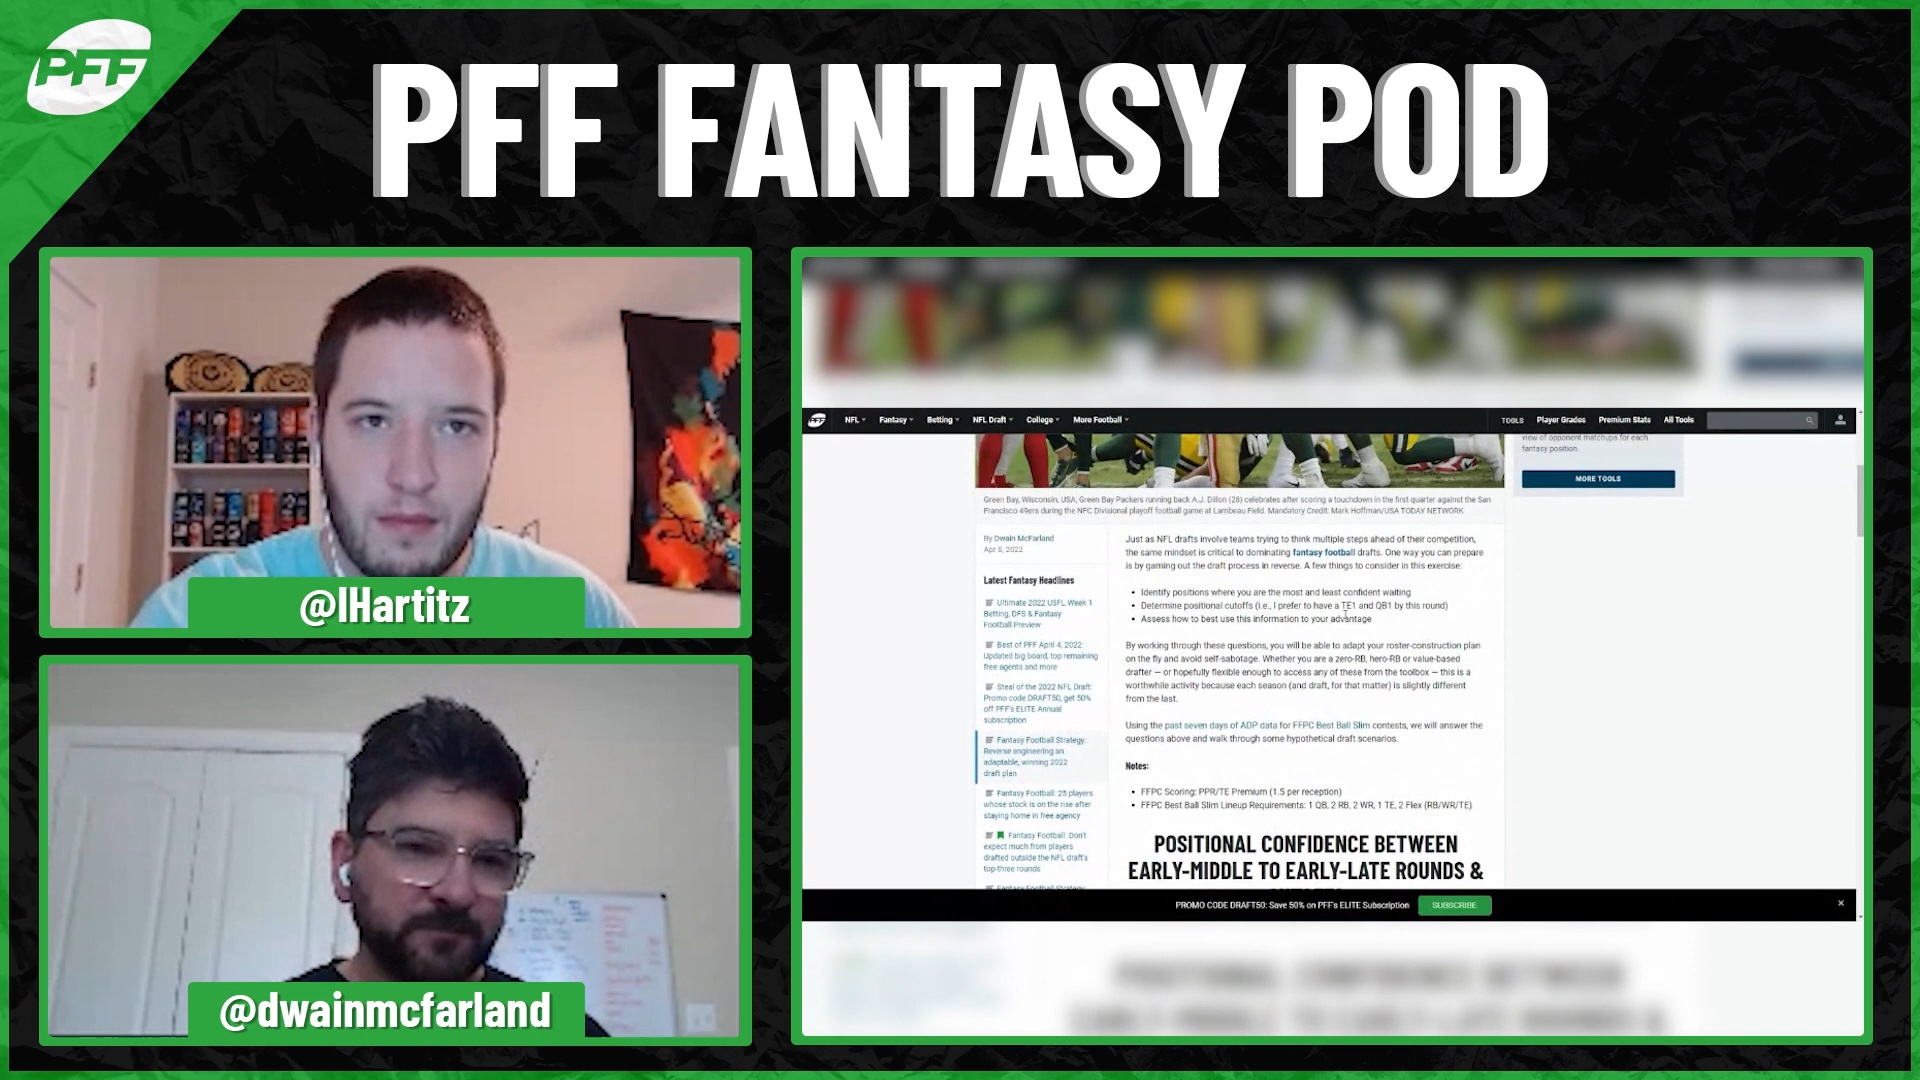 PFF
PFF FANTASY POD
@IHartitz
@dwainmcfarland
NFL Fantasy Betting NFL Draft College More Football TOOLS Player Grades Premium Stats All Tools
view of opponent matchups for each
fantasy position.
MORE TOOLS
Green Bay, Wisconsin, USA; Green Bay Packers running back A.J. Dillon (28) celebrates after scoring a touchdown in the first quarter against the San
Francisco 49ers during the NFC Divisional playoff football game at Lambeau Field. Mandatory Credit: Mark Hoffman/USA TODAY NETWORK
By Dwain McFarland
Apr 8, 2022
Latest Fantasy Headlines
Ultimate 2022 USFL Week 1
Betting, DFS & Fantasy
Football Preview
Best of PFF April 4, 2022:
Updated big board, top remaining
free agents and more
Steal of the 2022 NFL Draft:
Promo code DRAFT50, get 50%
off PFF's ELITE Annual
subscription
Fantasy Football Strategy:
Reverse engineering an
adaptable, winning 2022
draft plan
Fantasy Football: 25 players
whose stock is on the rise after
staying home in free agency
Fantasy Football: Don't
expect much from players
drafted outside the NFL draft's
top-three rounds
Fantasy Football Strategy:
Just as NFL drafts involve teams trying to think multiple steps ahead of their competition,
the same mindset is critical to dominating fantasy football drafts. One way you can prepare
is by gaming out the draft process in reverse. A few things to consider in this exercise:
• Identify positions where you are the most and least confident waiting
• Determine positional cutoffs (i.e., I prefer to have a TE1 and QB1 by this round)
• Assess how to best use this information to your advantage
By working through these questions, you will be able to adapt your roster-construction plan
on the fly and avoid self-sabotage. Whether you are a zero-RB, hero-RB or value-based
drafter — or hopefully flexible enough to access any of these from the toolbox — this is a
worthwhile activity because each season (and draft, for that matter) is slightly different
from the last.
Using the past seven days of ADP data for FFPC Best Ball Slim contests, we will answer the
questions above and walk through some hypothetical draft scenarios.
Notes:
• FFPC Scoring: PPR/TE Premium (1.5 per reception)
• FFPC Best Ball Slim Lineup Requirements: 1 QB, 2 RB, 2 WR, 1 TE, 2 Flex (RB/WR/TE)
POSITIONAL CONFIDENCE BETWEEN
EARLY-MIDDLE TO EARLY-LATE ROUNDS &
PROMO CODE DRAFT50: Save 50% on PFF's ELITE Subscription SUBSCRIBE
POSITIONAL CONFIDENCE BETWEEN
EARLY-MIDDLE TO EARLY-LATE ROUNDS &